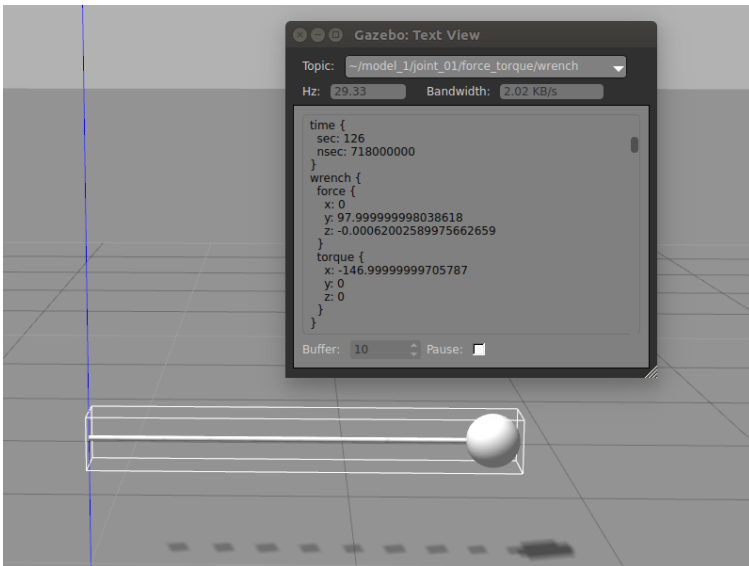 Gazebo: Text View
Topic: ~/model_1/joint_01/force_torque/wrench
Hz: 29.33 Bandwidth: 2.02 KB/s
time {
sec: 126
nsec: 718000000
}
wrench {
force {
x: 0
y: 97.999999998038618
z: -0.00062002589975662659
}
torque {
x: -146.99999999705787
y: 0
z: 0
}
}
Buffer: 10 Pause: